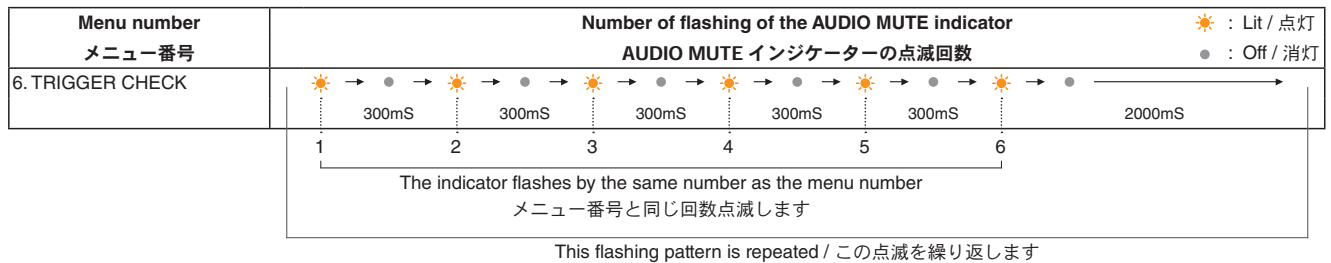 Menu number
メニュー番号
Number of flashing of the AUDIO MUTE indicator
AUDIO MUTE インジケーターの点滅回数
: Lit / 点灯
: Off / 消灯
6. TRIGGER CHECK
300mS 300mS 300mS 300mS 300mS 2000mS
1 2 3 4 5 6
The indicator flashes by the same number as the menu number
メニュー番号と同じ回数点滅します
This flashing pattern is repeated / この点滅を繰り返します